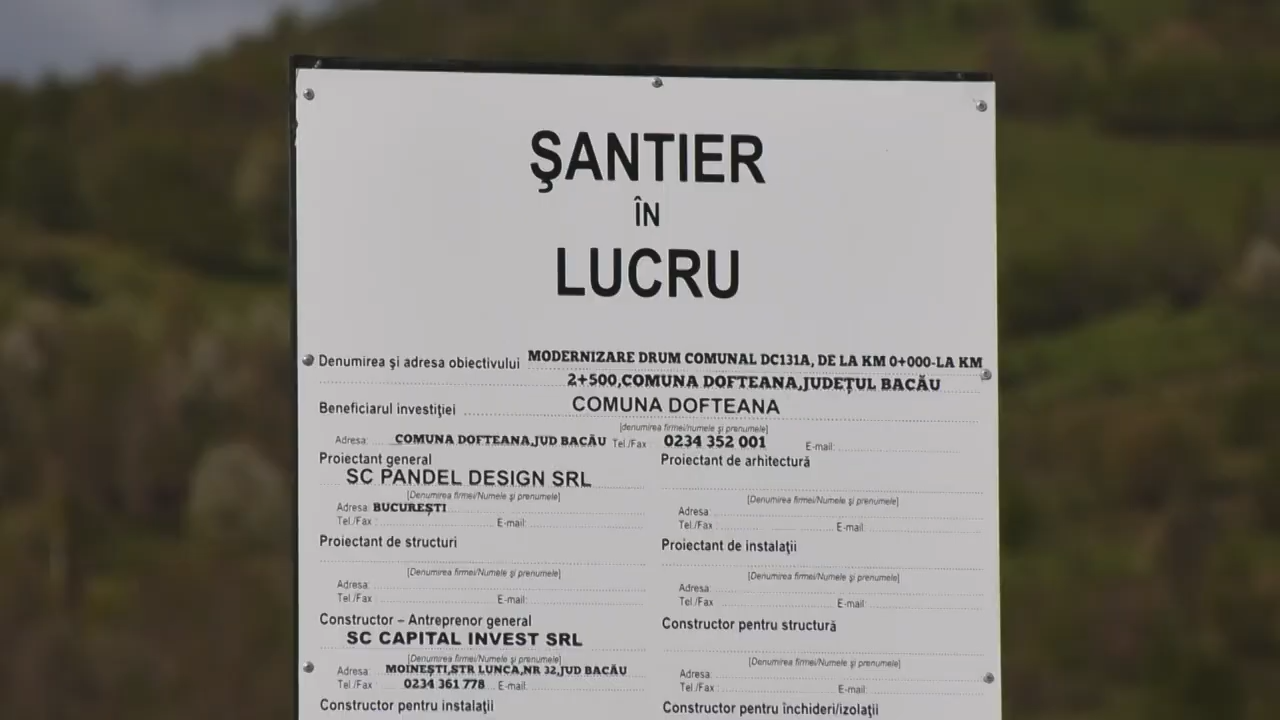 ŞANTIER
ÎN
LUCRU
Denumirea şi adresa obiectivului MODERNIZARE DRUM COMUNAL DC131A, DE LA KM 0+000-LA KM
2+500,COMUNA DOFTEANA,JUDEŢUL BACĂU
Beneficiarul investiţiei COMUNA DOFTEANA
[denumirea firmei/numele şi prenumele]
Adresa: COMUNA DOFTEANA,JUD BACĂU Tel./Fax 0234 352 001 E-mail:
Proiectant general Proiectant de arhitectură
SC PANDEL DESIGN SRL
[Denumirea firmei/Numele şi prenumele] [Denumirea firmei/Numele şi prenumele]
Adresa: BUCUREŞTI Adresa:
Tel./Fax E-mail: Tel./Fax E-mail:
Proiectant de structuri Proiectant de instalaţii
[Denumirea firmei/Numele şi prenumele] [Denumirea firmei/Numele şi prenumele]
Adresa: Adresa:
Tel./Fax E-mail: Tel./Fax E-mail:
Constructor – Antreprenor general Constructor pentru structură
SC CAPITAL INVEST SRL
[Denumirea firmei/Numele şi prenumele] [Denumirea firmei/Numele şi prenumele]
Adresa: MOINEŞTI,STR LUNCA,NR 32,JUD BACĂU Adresa:
Tel./Fax: 0234 361 778 E-mail: Tel./Fax: E-mail:
Constructor pentru instalaţii Constructor pentru închideri/izolaţii